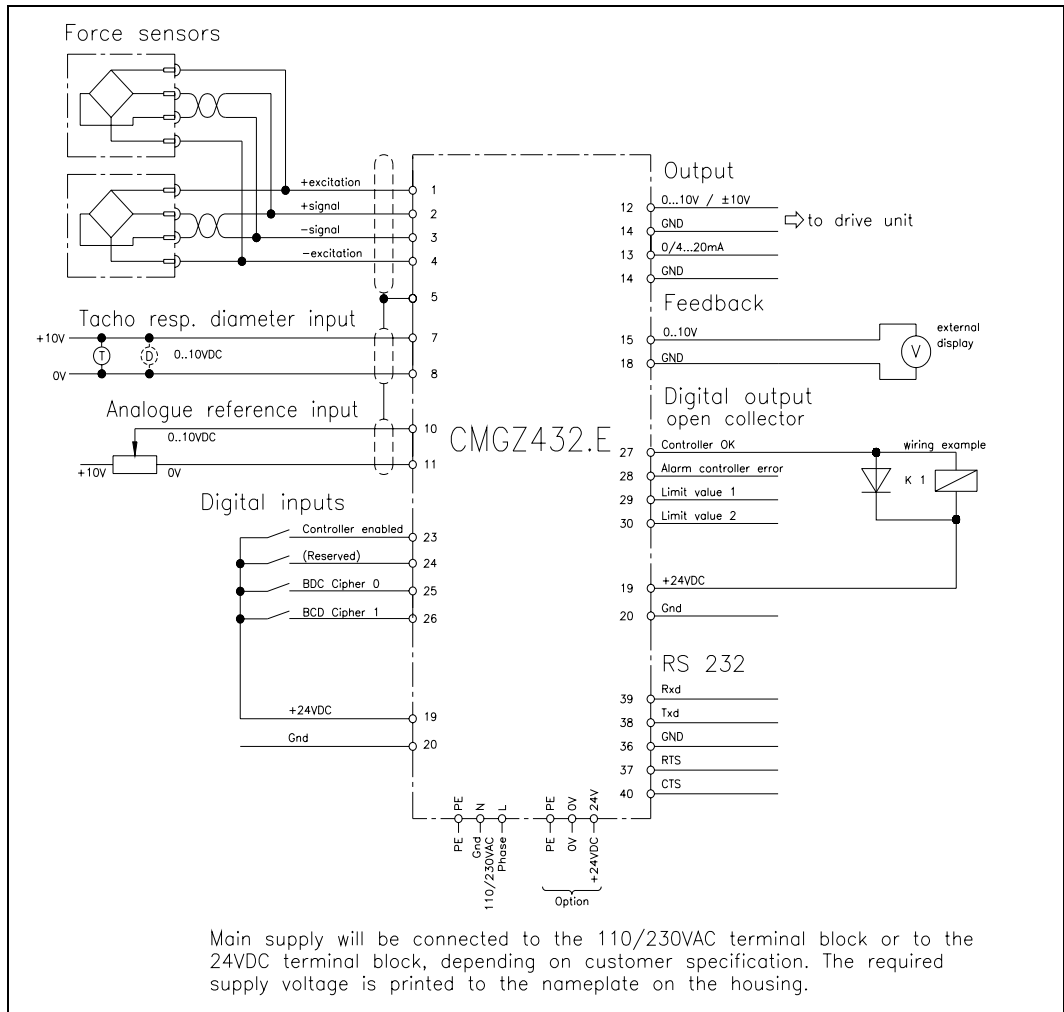 Force sensors
+excitation
1
+signal
2
-signal
3
-excitation
4
5
Tacho resp. diameter input
+10V
7
T
D
0..10VDC
0V
8
Analogue reference input
10
0..10VDC
+10V
0V
11
Digital inputs
Controller enabled
23
(Reserved)
24
BDC Cipher 0
25
BCD Cipher 1
26
+24VDC
19
Gnd
20
CMGZ432.E
Output
12
0...10V / ±10V
14
GND
to drive unit
13
0/4...20mA
14
GND
Feedback
15
0..10V
external
display
V
18
GND
Digital output
open collector
27
Controller OK
wiring example
28
Alarm controller error
K 1
29
Limit value 1
30
Limit value 2
19
+24VDC
20
Gnd
RS 232
39
Rxd
38
Txd
36
GND
37
RTS
40
CTS
PE
N
L
PE
0V
24V
PE
Gnd
110/230VAC
Phase
PE
0V
+24VDC
Option
Main supply will be connected to the 110/230VAC terminal block or to the
24VDC terminal block, depending on customer specification. The required
supply voltage is printed to the nameplate on the housing.